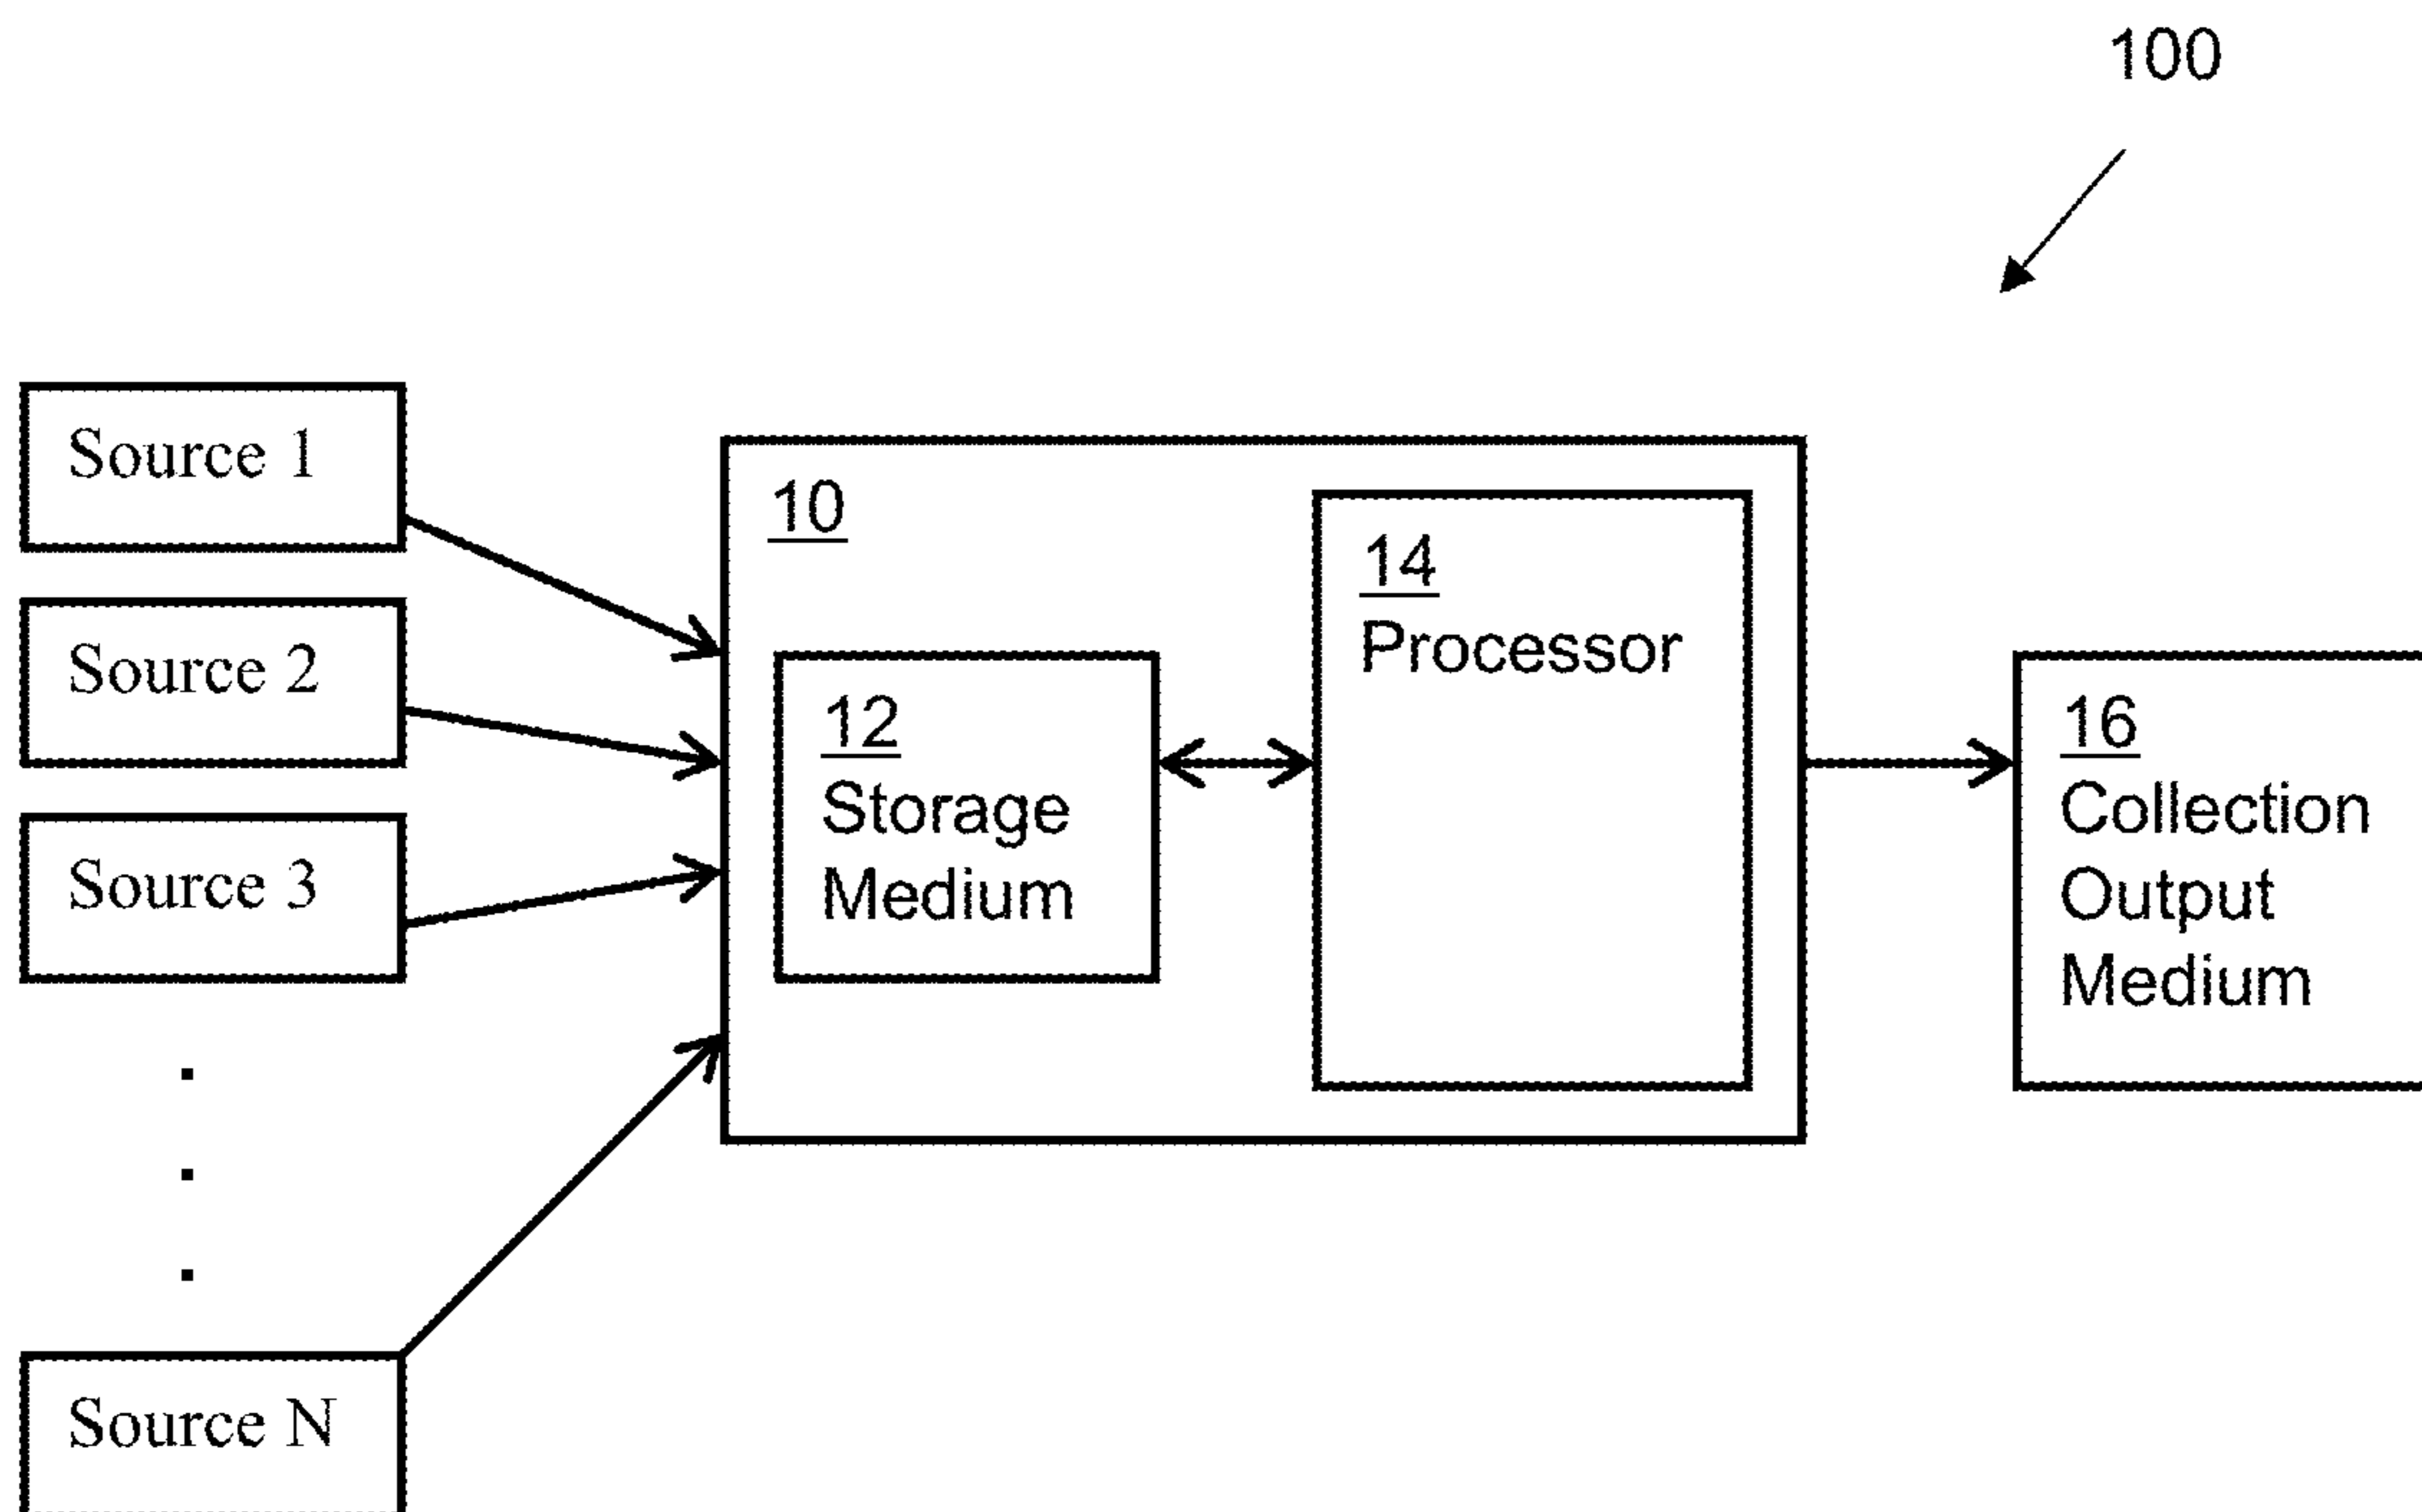 100
Source 1
Source 2
Source 3
.
.
.
Source N
10
12
Storage
Medium
14
Processor
16
Collection
Output
Medium